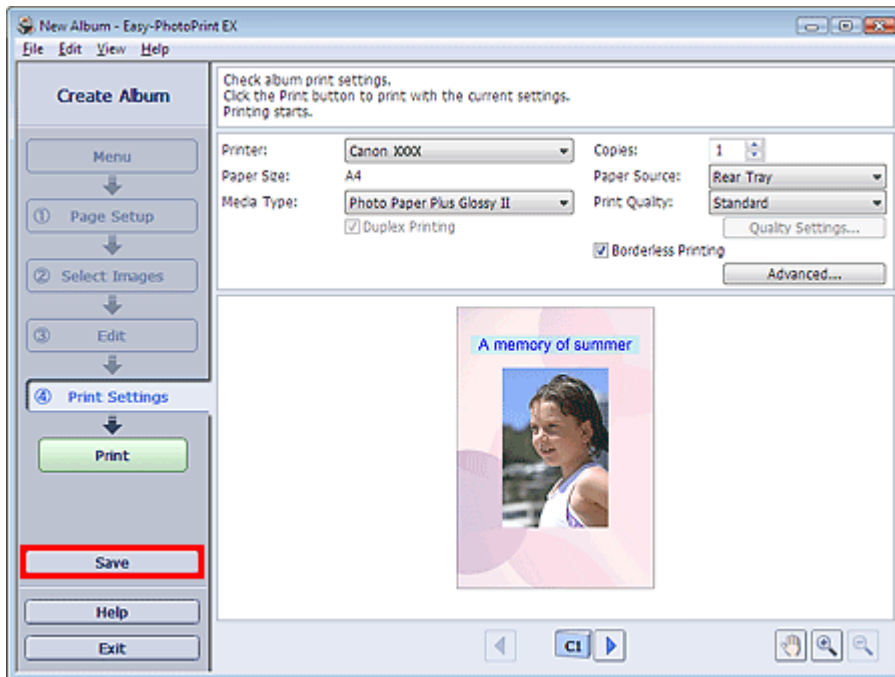 New Album - Easy-PhotoPrint EX
File Edit View Help
Create Album
Menu
① Page Setup
② Select Images
③ Edit
④ Print Settings
Print
Save
Help
Exit
Check album print settings.
Click the Print button to print with the current settings.
Printing starts.
Printer: Canon XXXX
Copies: 1
Paper Size: A4
Paper Source: Rear Tray
Media Type: Photo Paper Plus Glossy II
Print Quality: Standard
Duplex Printing
Quality Settings...
Borderless Printing
Advanced...
A memory of summer
C1